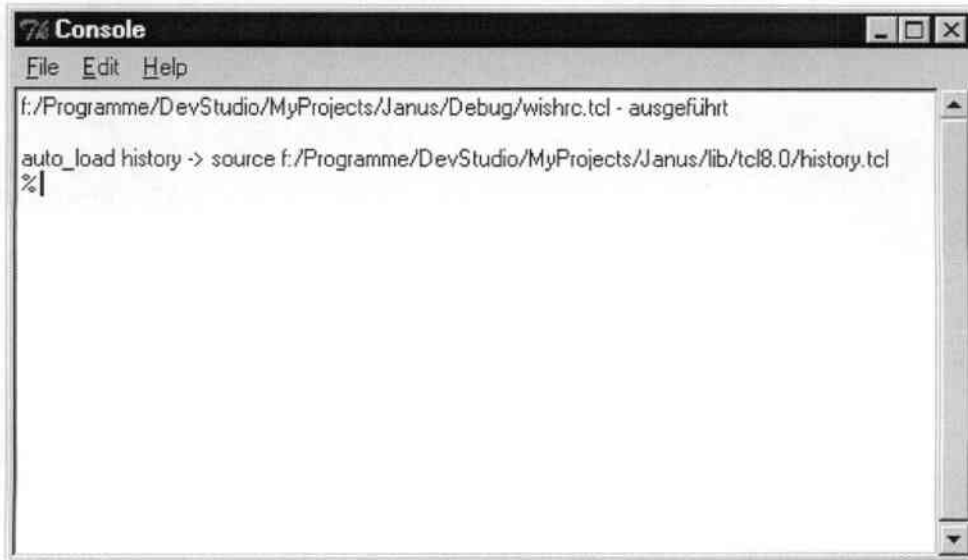 Tk Console
File Edit Help
f:/Programme/DevStudio/MyProjects/Janus/Debug/wishrc.tcl - ausgeführt
auto_load history -> source f:/Programme/DevStudio/MyProjects/Janus/lib/tcl8.0/history.tcl
%